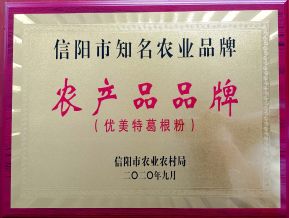 信阳市知名农业品牌
农产品品牌
（优美特葛根粉）
信阳市农业农村局
二〇二〇年九月